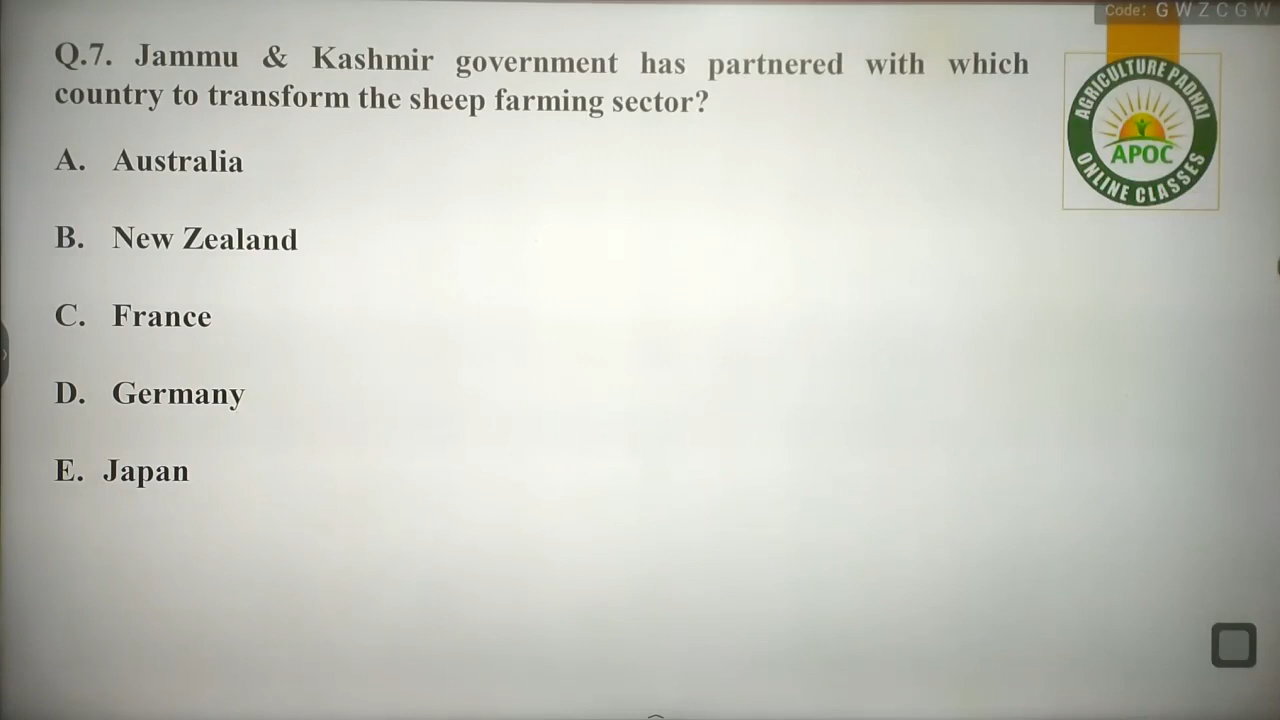 Code: G W Z C G W
Q.7. Jammu & Kashmir government has partnered with which
country to transform the sheep farming sector?
A. Australia
B. New Zealand
C. France
D. Germany
E. Japan
AGRICULTURE PADHAI
APOC
ONLINE CLASSES